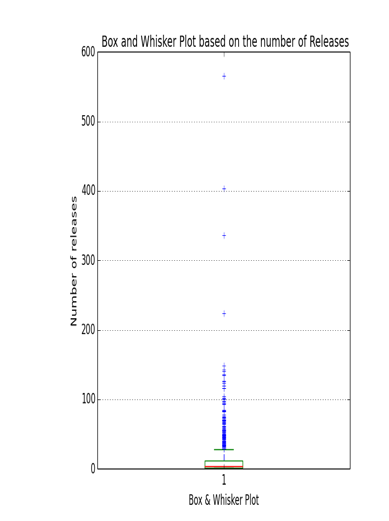 Box and Whisker Plot based on the number of Releases
600
500
400
300
200
100
0
Number of releases
1
Box & Whisker Plot